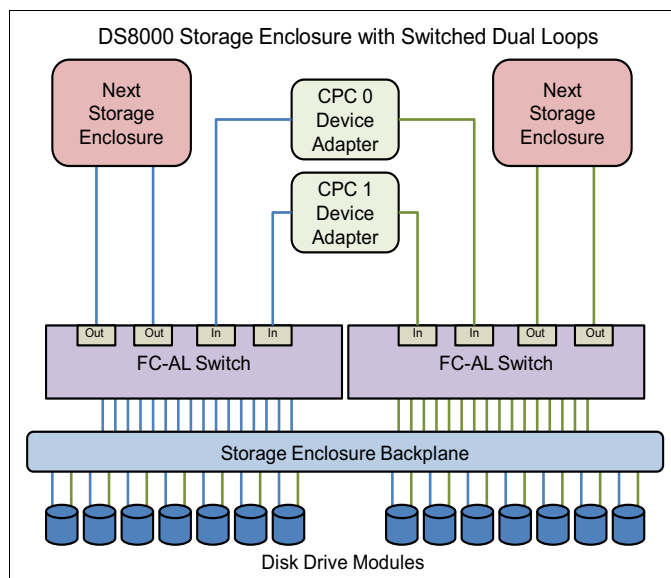 DS8000 Storage Enclosure with Switched Dual Loops
Next
Storage
Enclosure
CPC 0
Device
Adapter
Next
Storage
Enclosure
CPC 1
Device
Adapter
Out
Out
In
In
In
In
Out
Out
FC-AL Switch
FC-AL Switch
Storage Enclosure Backplane
Disk Drive Modules